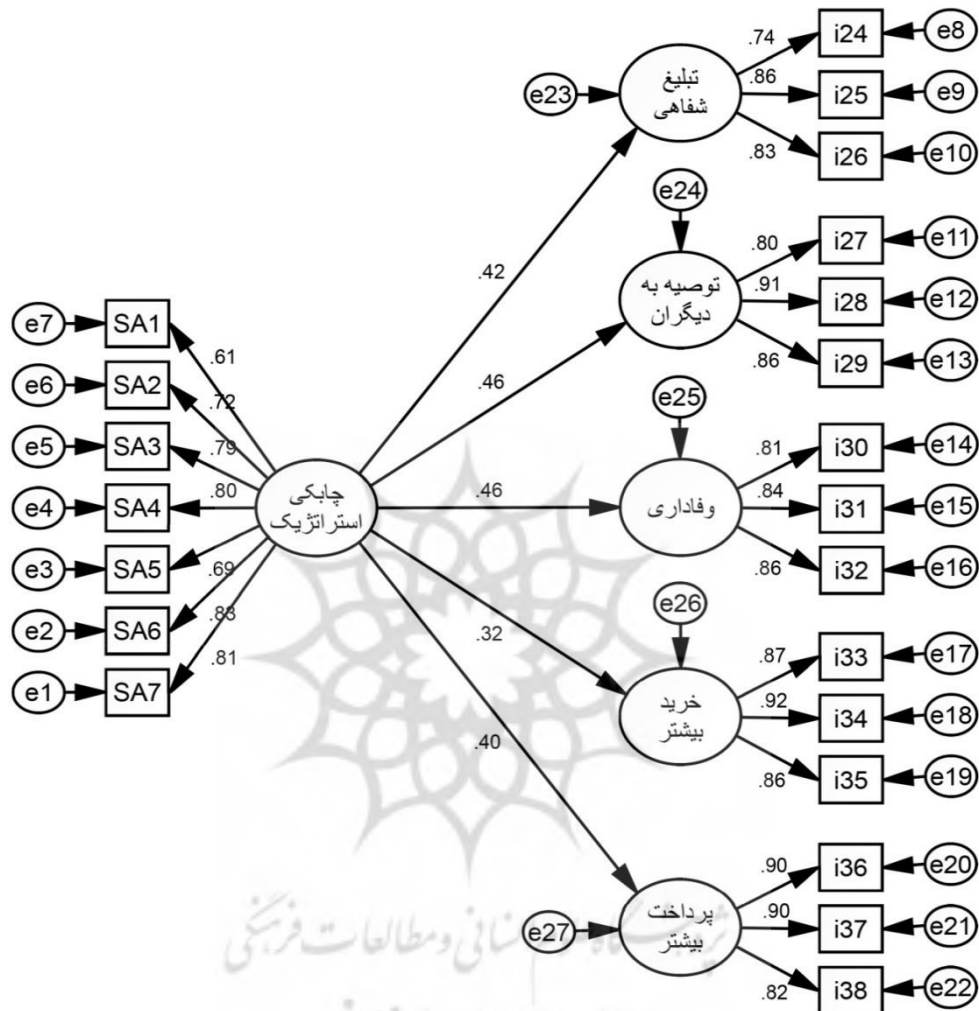 .74
i24
e8
تبلیغ
شفاهی
e23
.86
i25
e9
.83
i26
e10
e24
.80
i27
e11
.42
توصیه به
دیگران
.91
i28
e12
.86
i29
e13
.46
e7
SA1
.61
e6
SA2
.72
e25
e5
SA3
.79
.81
i30
e14
e4
SA4
.80
چابکی
استراتژیک
.46
وفاداری
.84
i31
e15
e3
SA5
.69
.86
i32
e16
e2
SA6
.83
e26
.32
e1
SA7
.81
.87
i33
e17
خرید
بیشتر
.92
i34
e18
.40
.86
i35
e19
.90
i36
e20
پرداخت
بیشتر
e27
.90
i37
e21
.82
i38
e22
انسانی و مطالعات فرهنگی